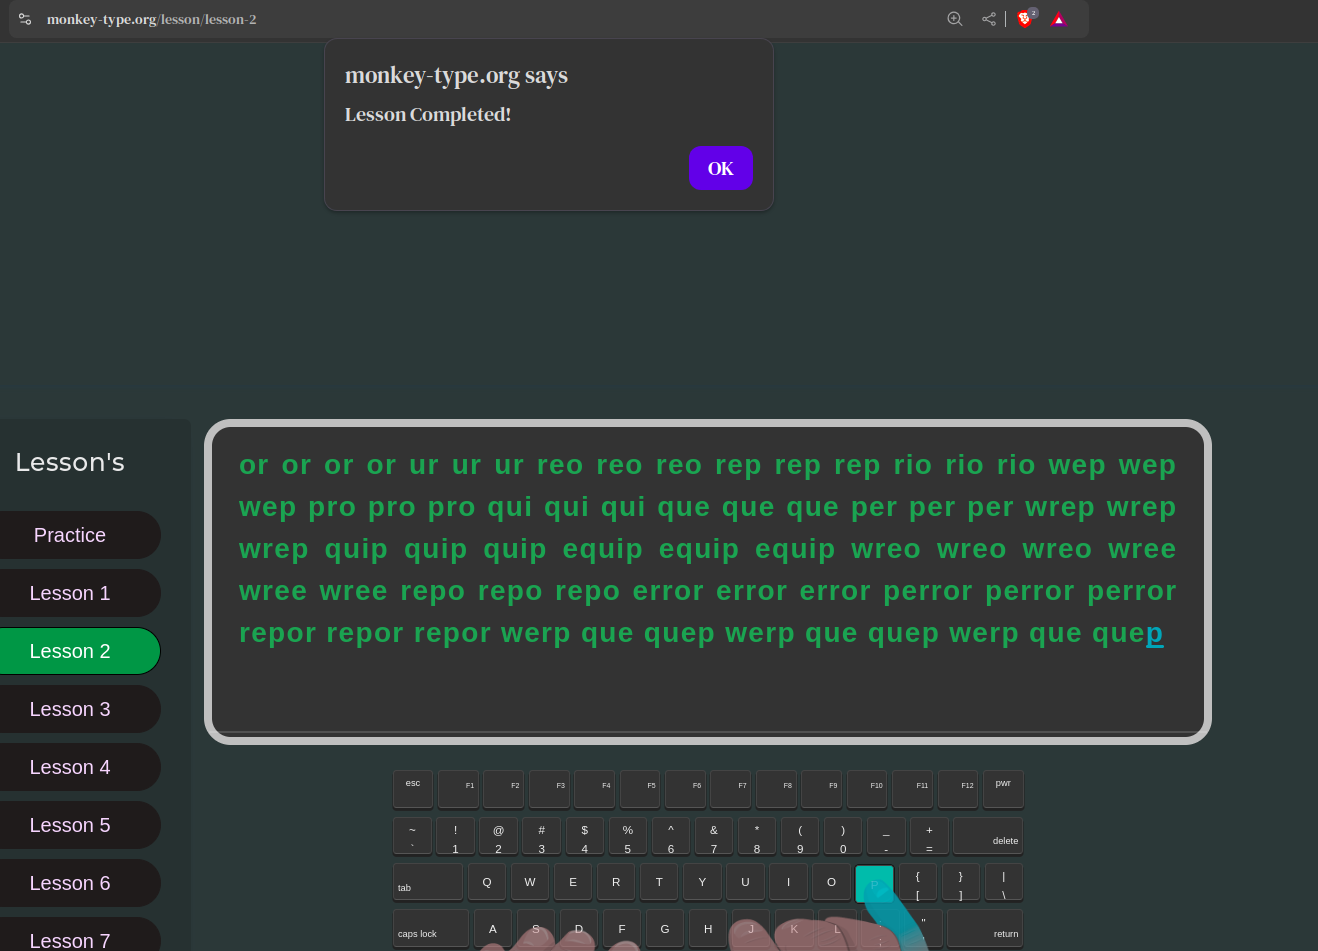 monkey-type.org/lesson/lesson-2
2
monkey-type.org says
Lesson Completed!
OK
Lesson's
Practice
Lesson 1
Lesson 2
Lesson 3
Lesson 4
Lesson 5
Lesson 6
Lesson 7
or or or or ur ur ur reo reo reo rep rep rep rio rio rio wep wep
wep pro pro pro qui qui qui que que que per per per wrep wrep
wrep quip quip quip equip equip equip wreo wreo wreo wree
wree wree repo repo repo error error error perror perror perror
repor repor repor werp que quep werp que quep werp que quep
esc F1 F2 F3 F4 F5 F6 F7 F8 F9 F10 F11 F12 pwr
~ ! @ # $ % ^ & * ( ) _ +
` 1 2 3 4 5 6 7 8 9 0 - = delete
tab Q W E R T Y U I O P { } |
[ ] \
caps lock A S D F G H J K L : "
; ' return